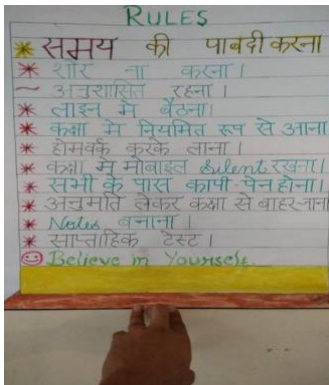 RULES
समय की पाबंदी करना
शोर ना करना।
अनुशासित रहना।
लाइन मे बैठना।
कक्षा मे नियमित रूप से आना
होमवर्क करके लाना।
कक्षा मे मोबाइल Silent रखना।
सभी के पास कापी-पेन होना।
अनुमति लेकर कक्षा से बाहर जाना
Notes बनाना।
साप्ताहिक टेस्ट।
Believe in Yourself.